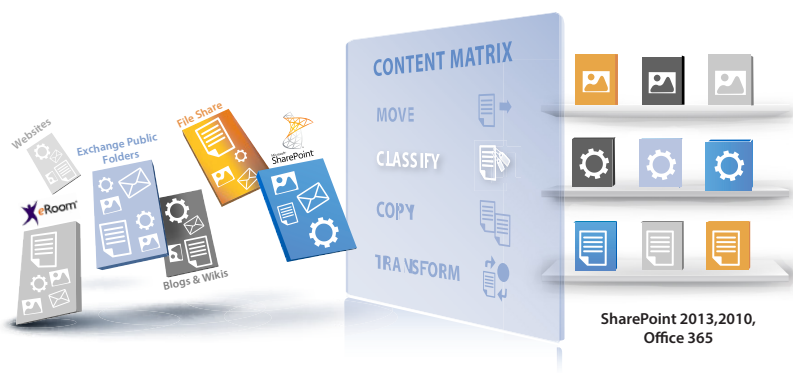 Websites
eRoom
Exchange Public
Folders
Blogs & Wikis
File Share
Microsoft
SharePoint
CONTENT MATRIX
MOVE
CLASSIFY
COPY
TRANSFORM
SharePoint 2013,2010,
Office 365